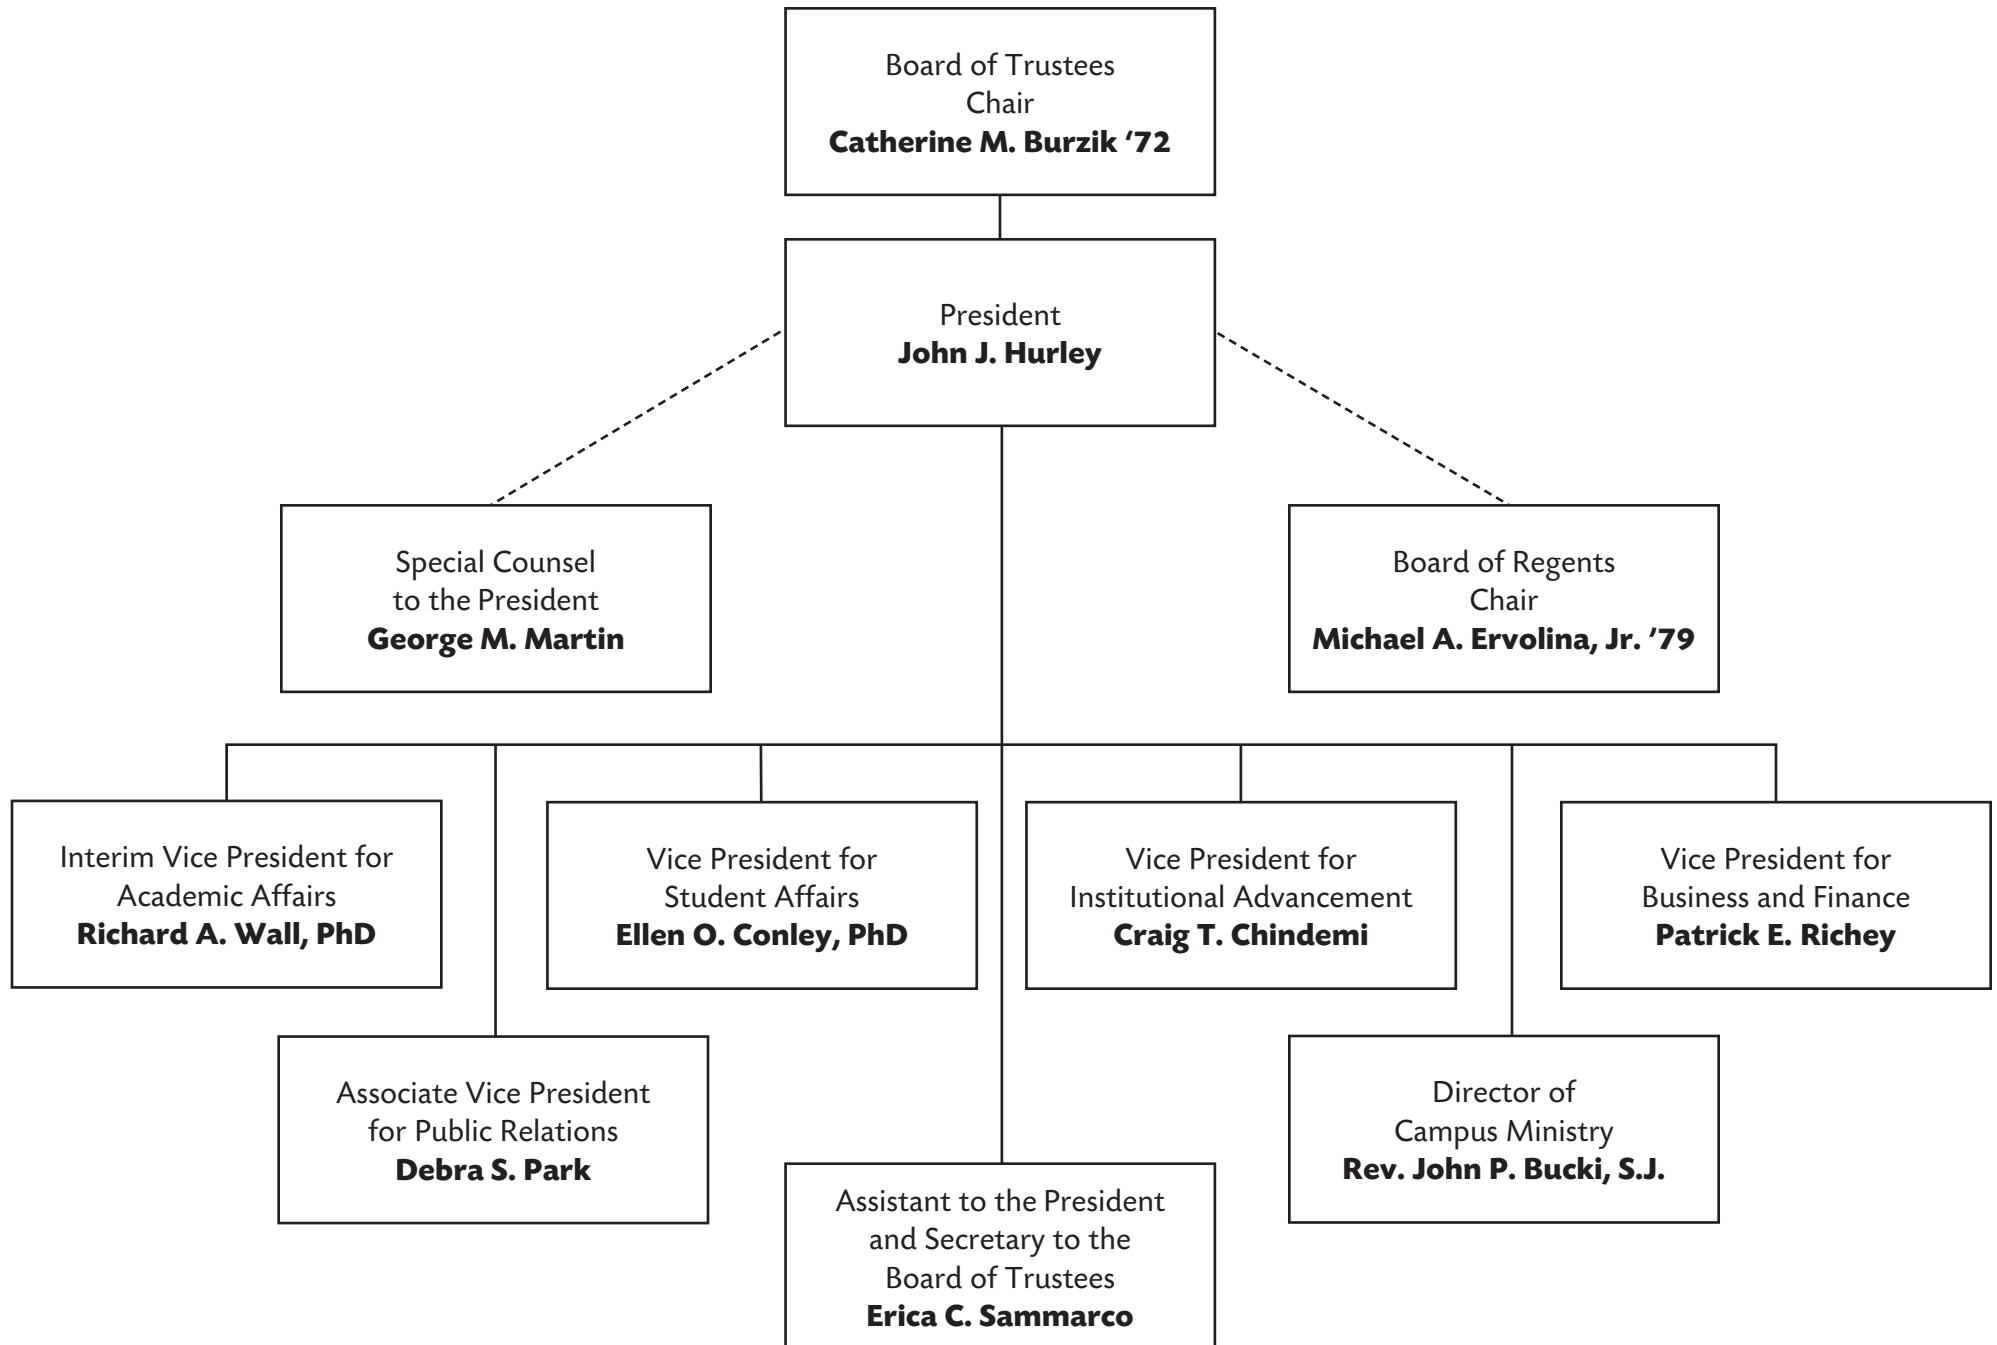 Board of Trustees
Chair
Catherine M. Burzik ’72
President
John J. Hurley
Special Counsel
to the President
George M. Martin
Board of Regents
Chair
Michael A. Ervolina, Jr. ’79
Interim Vice President for
Academic Affairs
Richard A. Wall, PhD
Vice President for
Student Affairs
Ellen O. Conley, PhD
Vice President for
Institutional Advancement
Craig T. Chindemi
Vice President for
Business and Finance
Patrick E. Richey
Associate Vice President
for Public Relations
Debra S. Park
Director of
Campus Ministry
Rev. John P. Bucki, S.J.
Assistant to the President
and Secretary to the
Board of Trustees
Erica C. Sammarco